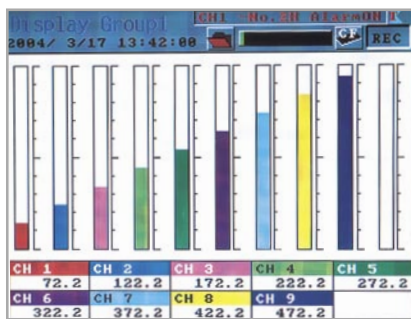 Display Group1
CH1 -No.2H AlarmON T
2004/ 3/17 13:42:00
CF
REC
CH 1 CH 2 CH 3 CH 4 CH 5
72.2 122.2 172.2 222.2 272.2
CH 6 CH 7 CH 8 CH 9
322.2 372.2 422.2 472.2